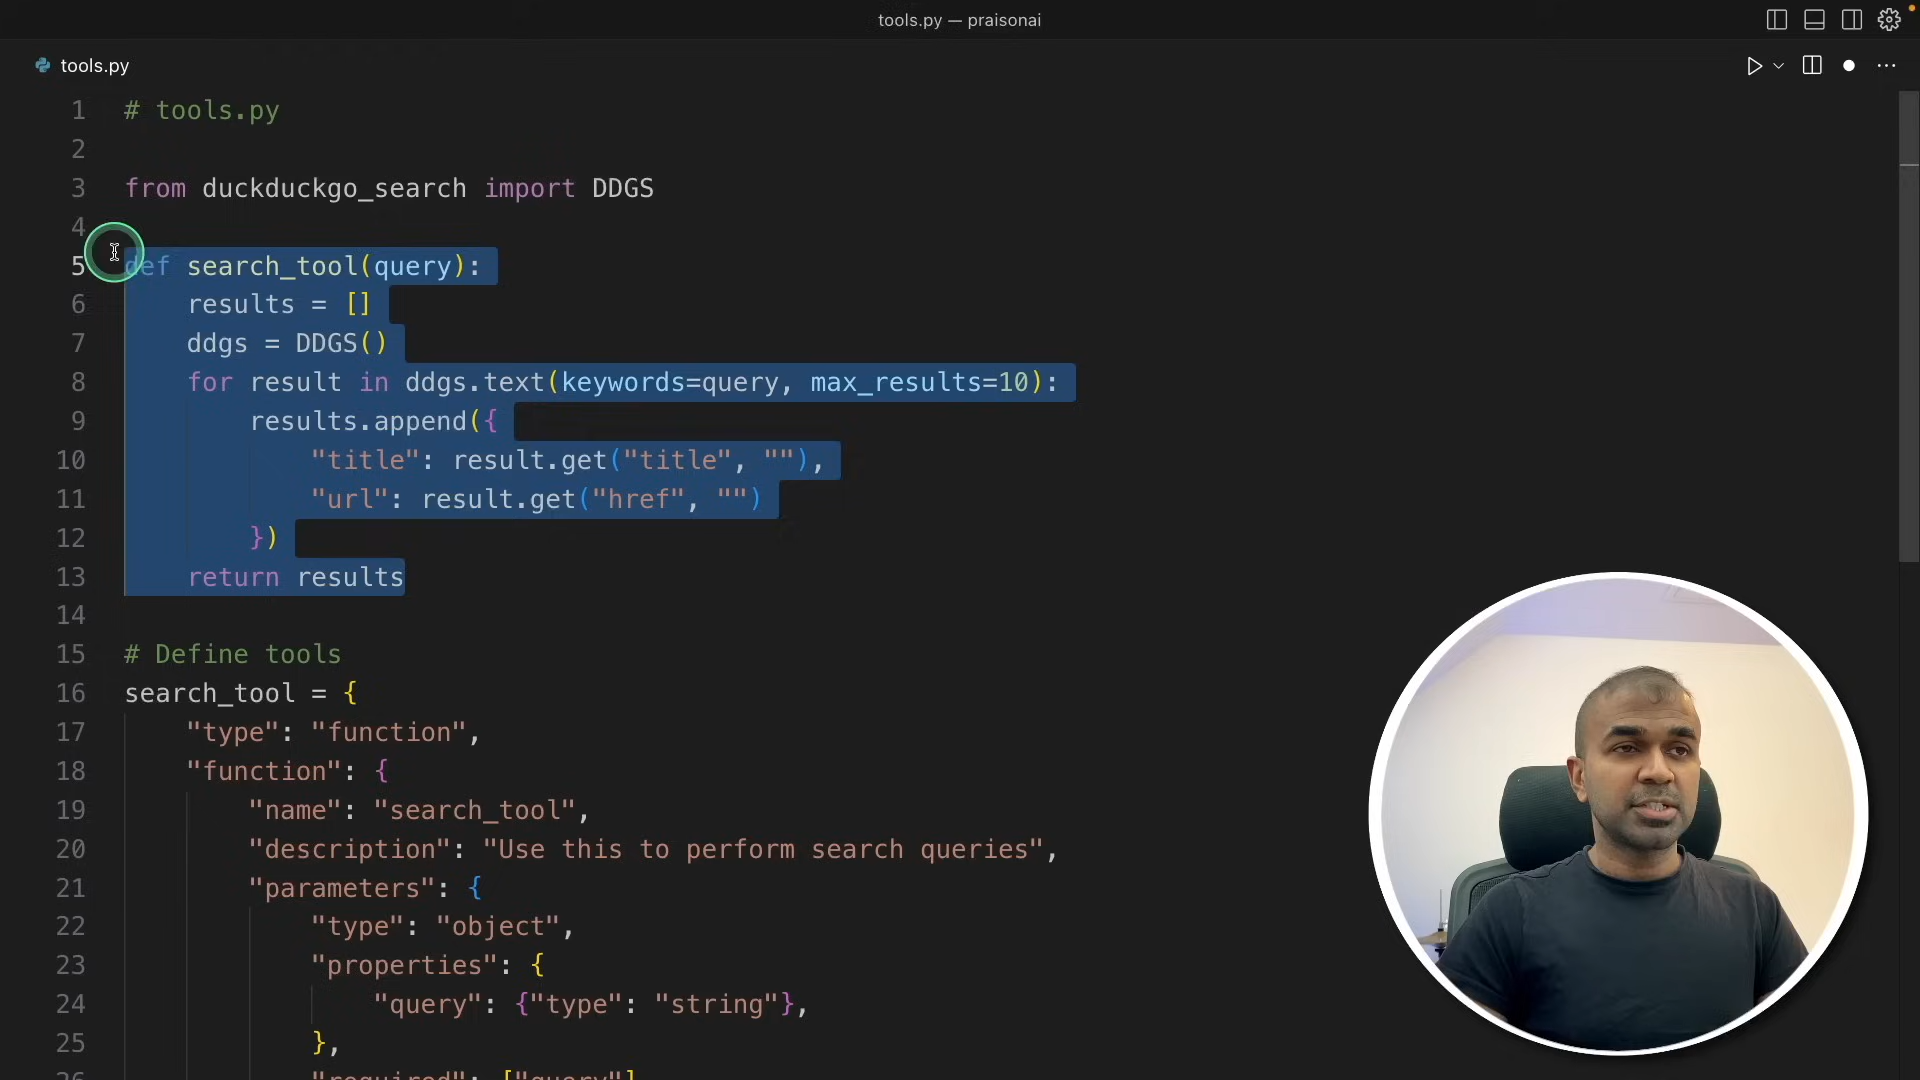 tools.py — praisonai
tools.py
1 # tools.py
2
3 from duckduckgo_search import DDGS
4
5 def search_tool(query):
6     results = []
7     ddgs = DDGS()
8     for result in ddgs.text(keywords=query, max_results=10):
9         results.append({
10             "title": result.get("title", ""),
11             "url": result.get("href", "")
12         })
13     return results
14
15 # Define tools
16 search_tool = {
17     "type": "function",
18     "function": {
19         "name": "search_tool",
20         "description": "Use this to perform search queries",
21         "parameters": {
22             "type": "object",
23             "properties": {
24                 "query": {"type": "string"},
25             },
26             "required": ["query"]